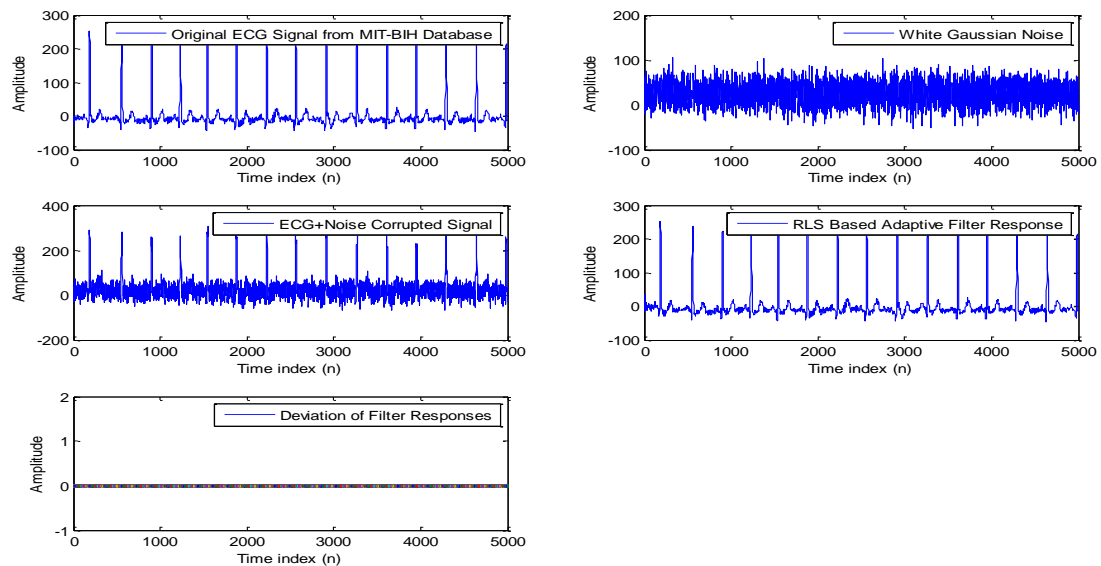 300
200
100
0
-100
Amplitude
Original ECG Signal from MIT-BIH Database
0 1000 2000 3000 4000 5000
Time index (n)
200
100
0
-100
Amplitude
White Gaussian Noise
0 1000 2000 3000 4000 5000
Time index (n)
400
200
0
-200
Amplitude
ECG+Noise Corrupted Signal
0 1000 2000 3000 4000 5000
Time index (n)
300
200
100
0
-100
Amplitude
RLS Based Adaptive Filter Response
0 1000 2000 3000 4000 5000
Time index (n)
2
1
0
-1
Amplitude
Deviation of Filter Responses
0 1000 2000 3000 4000 5000
Time index (n)